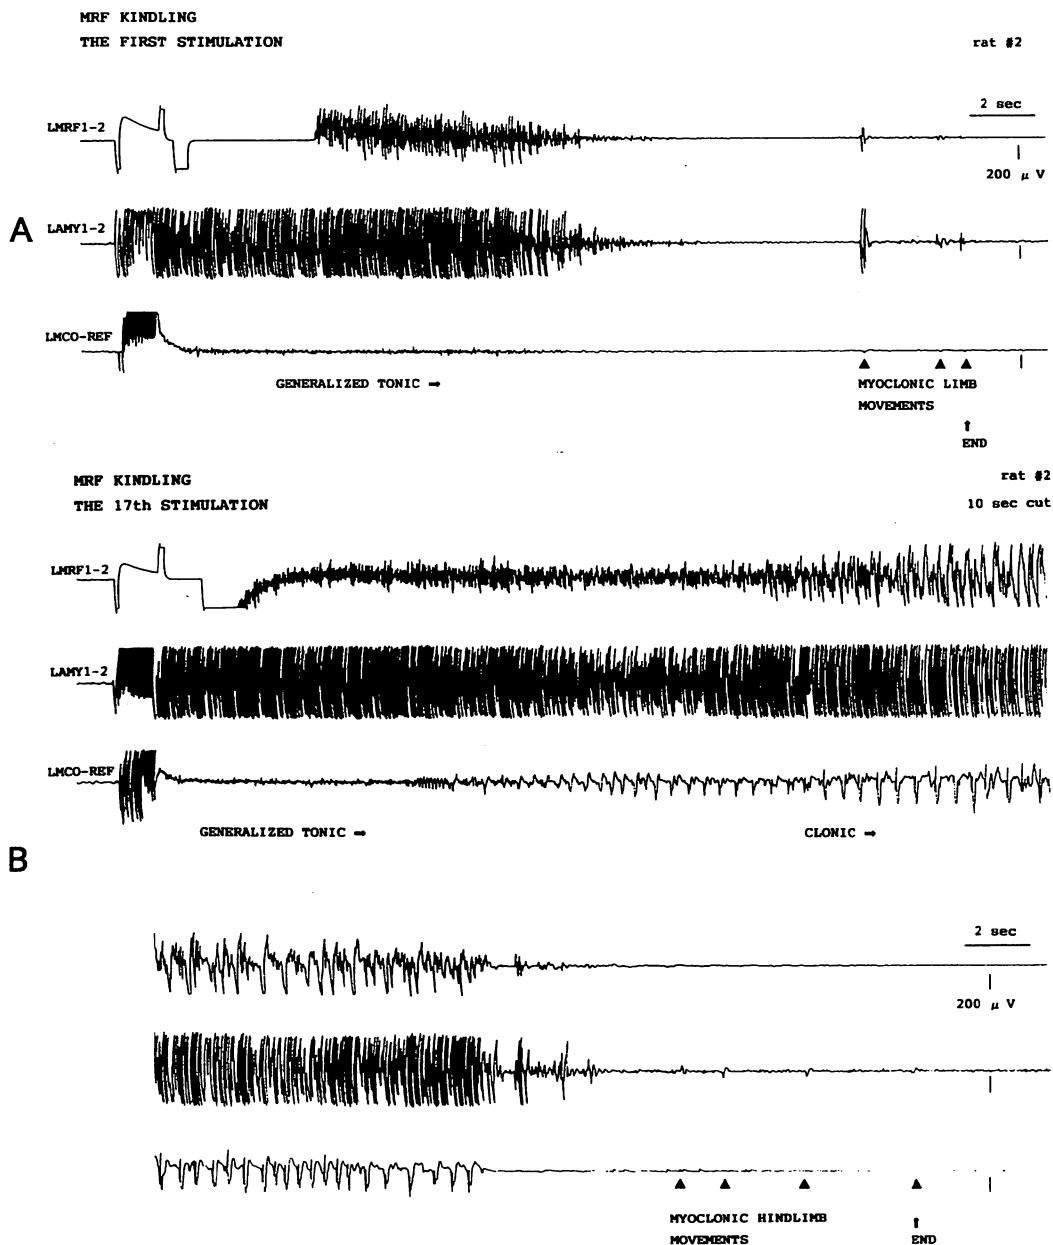 MRF KINDLING
THE FIRST STIMULATION
rat #2
2 sec
LMRF1-2
200 μ V
A
LAMY1-2
LMCO-REF
GENERALIZED TONIC ➡
▲ ▲ ▲
MYOCLONIC LIMB
MOVEMENTS
⬆
END
MRF KINDLING
THE 17th STIMULATION
rat #2
10 sec cut
LMRF1-2
LAMY1-2
LMCO-REF
GENERALIZED TONIC ➡
CLONIC ➡
B
2 sec
200 μ V
▲ ▲ ▲ ▲
MYOCLONIC HINDLIMB
MOVEMENTS
⬆
END